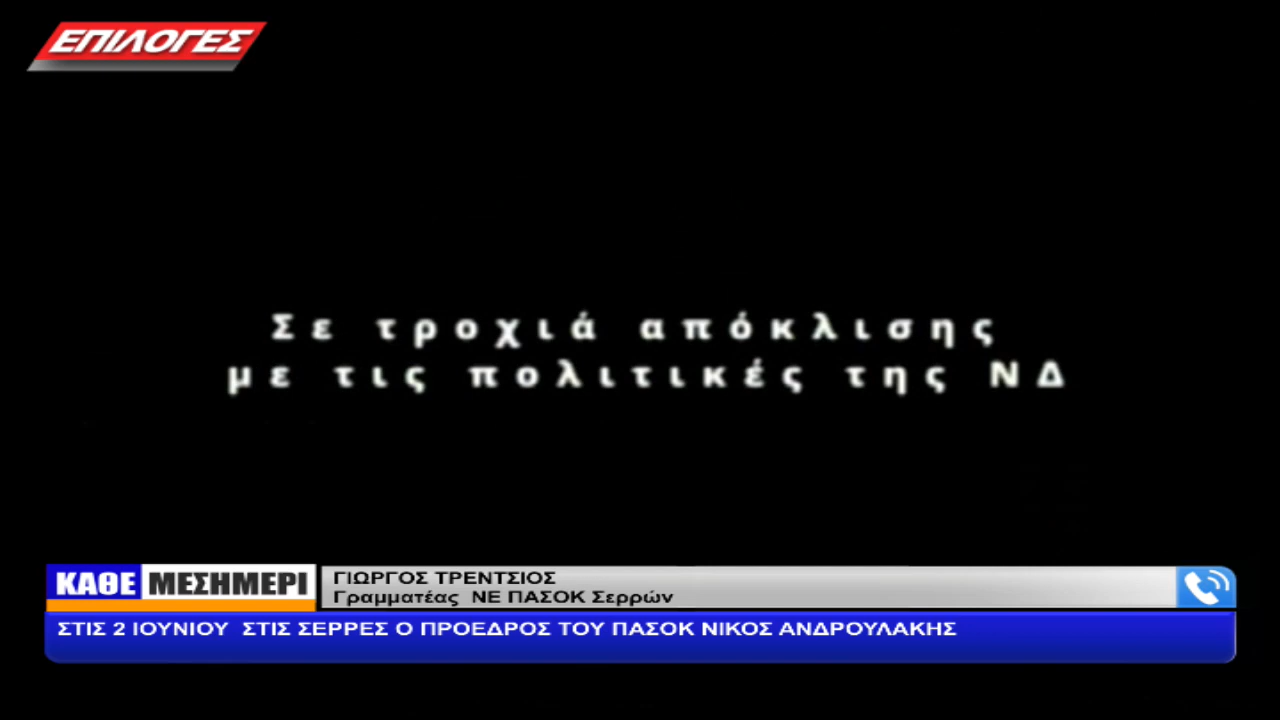 ΕΠΙΛΟΓΕΣ
Σε τροχιά απόκλισης
με τις πολιτικές της ΝΔ
ΚΑΘΕ ΜΕΣΗΜΕΡΙ
ΓΙΩΡΓΟΣ ΤΡΕΝΤΣΙΟΣ
Γραμματέας ΝΕ ΠΑΣΟΚ Σερρών
ΣΤΙΣ 2 ΙΟΥΝΙΟΥ ΣΤΙΣ ΣΕΡΡΕΣ Ο ΠΡΟΕΔΡΟΣ ΤΟΥ ΠΑΣΟΚ ΝΙΚΟΣ ΑΝΔΡΟΥΛΑΚΗΣ